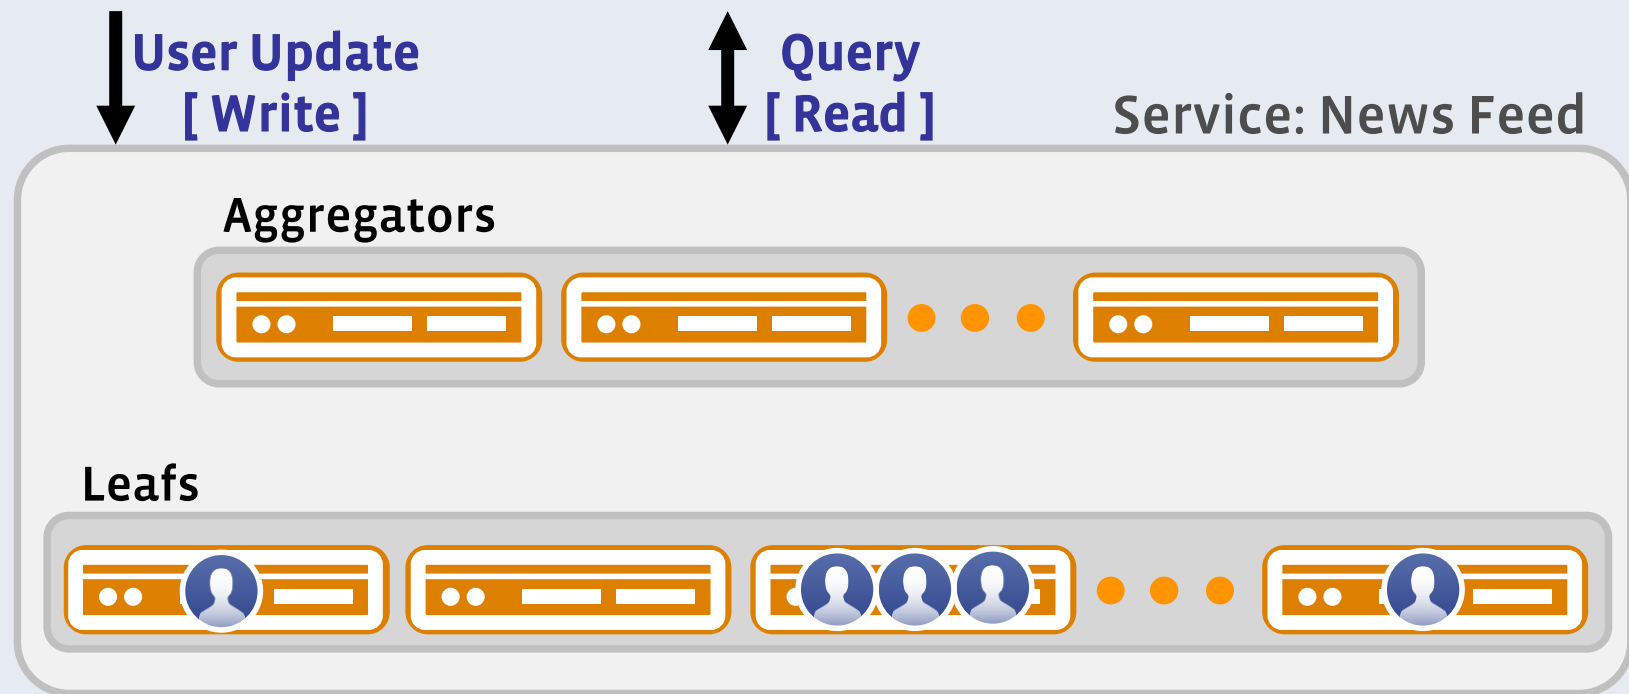 User Update
[ Write ]
Query
[ Read ]
Service: News Feed
Aggregators
Leafs